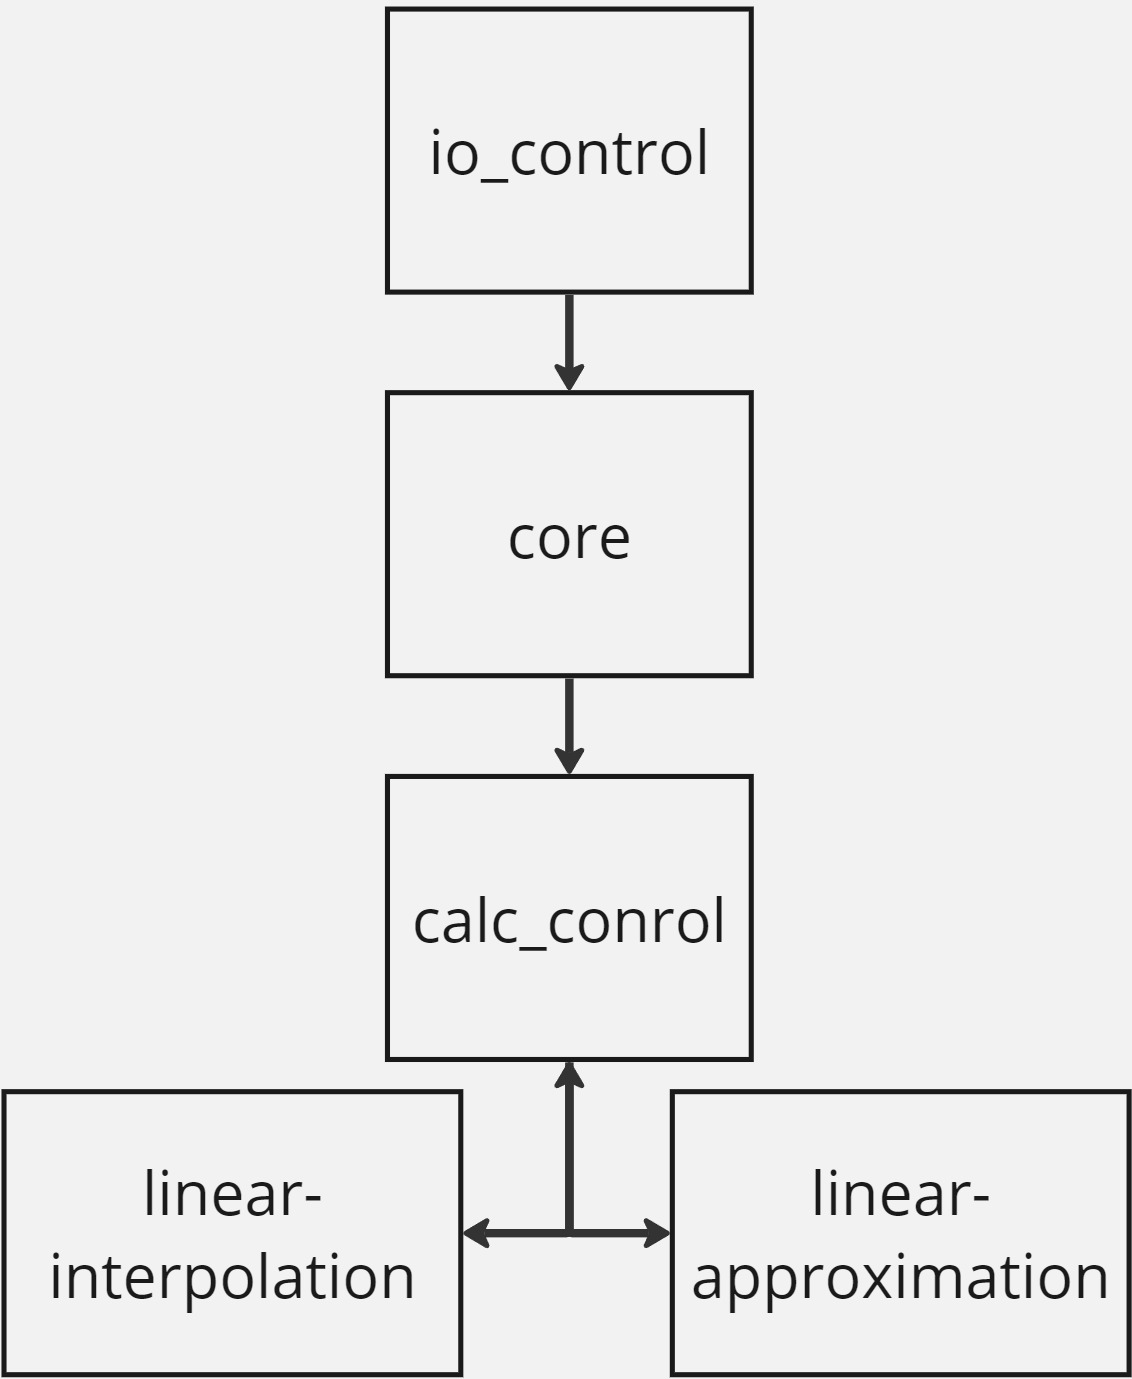 io_control
core
calc_conrol
linear-
interpolation
linear-
approximation